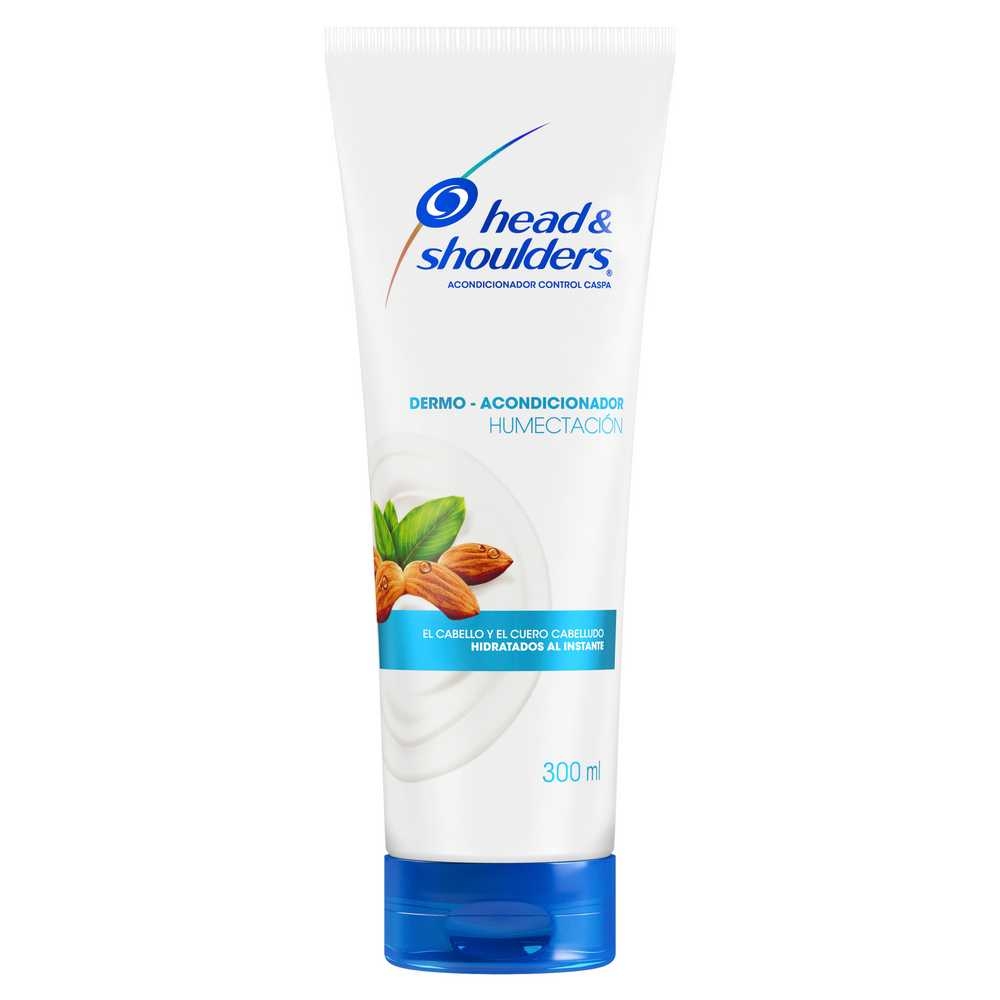 head &
shoulders®
ACONDICIONADOR CONTROL CASPA
DERMO - ACONDICIONADOR
HUMECTACIÓN
EL CABELLO Y EL CUERO CABELLUDO
HIDRATADOS AL INSTANTE
300 ml